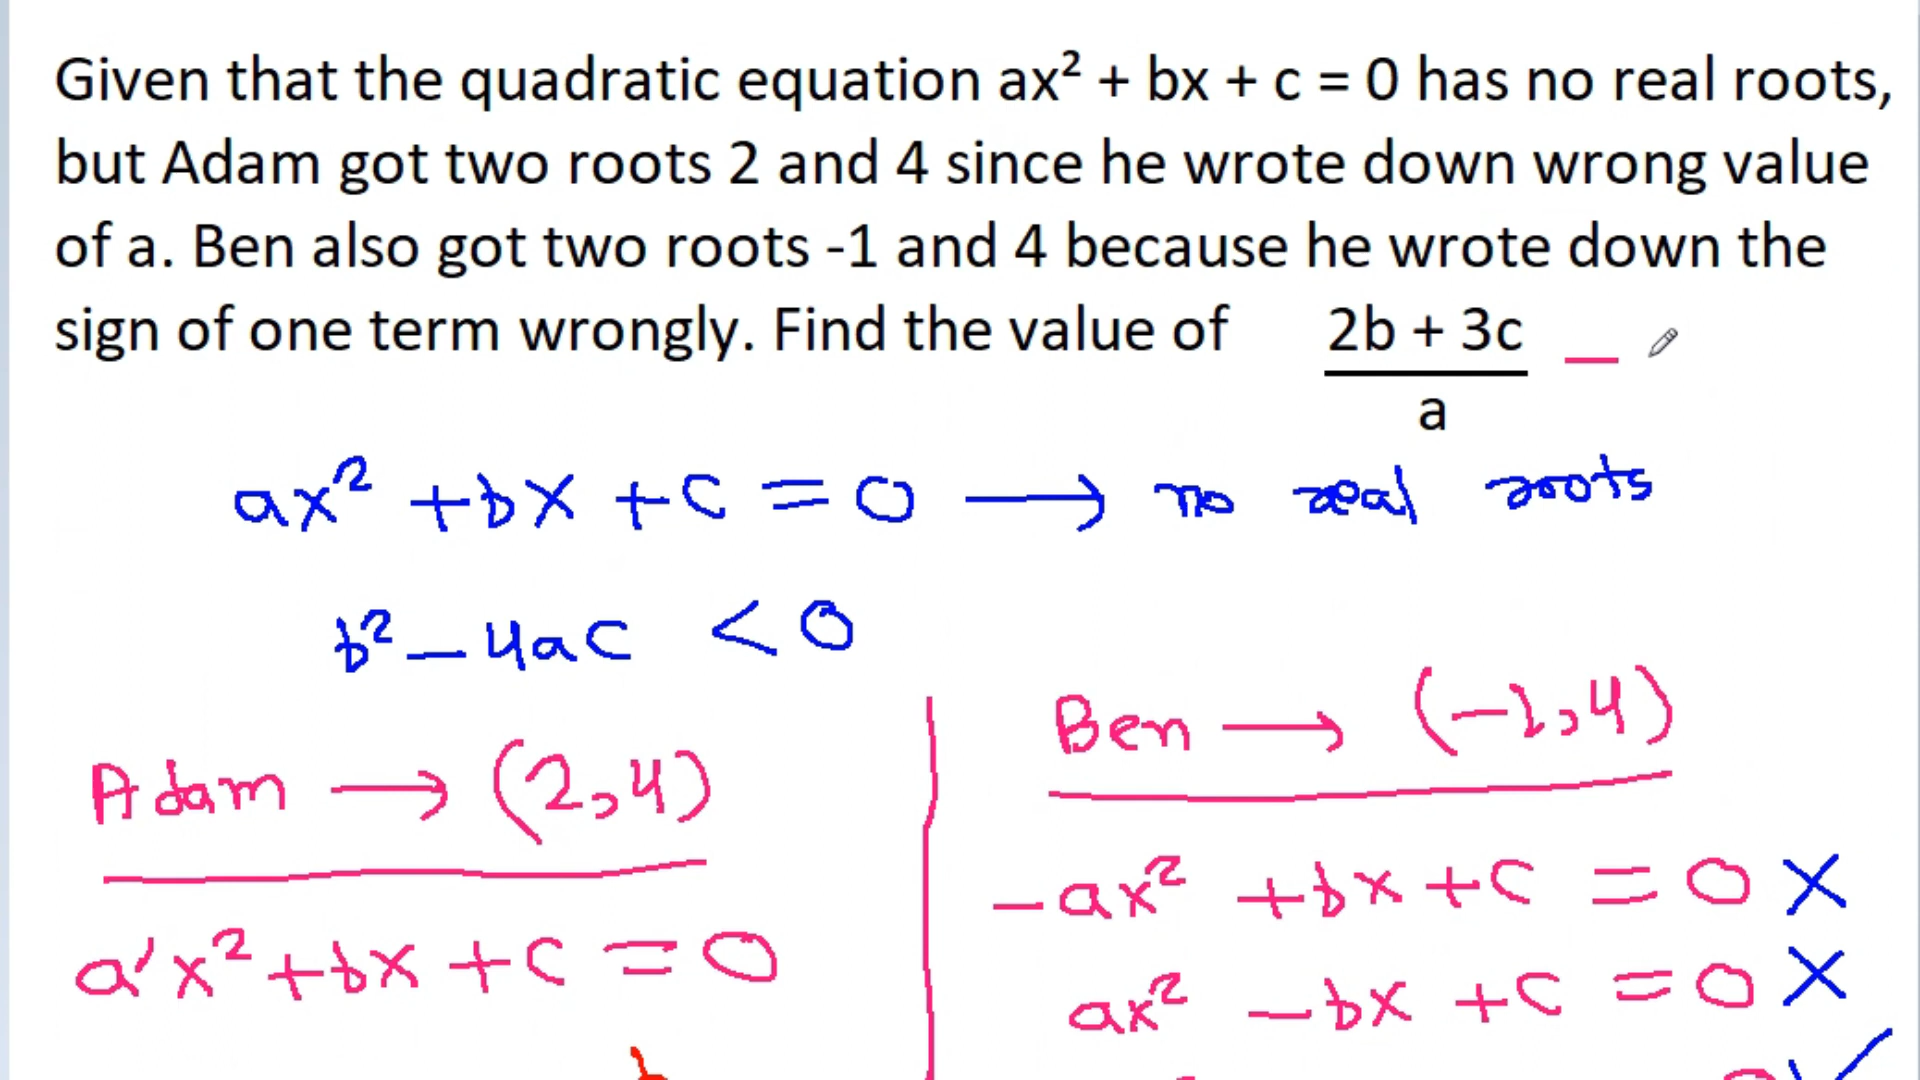 Given that the quadratic equation ax² + bx + c = 0 has no real roots,
but Adam got two roots 2 and 4 since he wrote down wrong value
of a. Ben also got two roots -1 and 4 because he wrote down the
sign of one term wrongly. Find the value of 2b + 3c
a
ax² + bx + c = 0 → no real roots
b² - 4ac < 0
Adam → (2,4)
a'x² + bx + c = 0
Ben → (-1,4)
-ax² + bx + c = 0 ×
ax² - bx + c = 0 ×